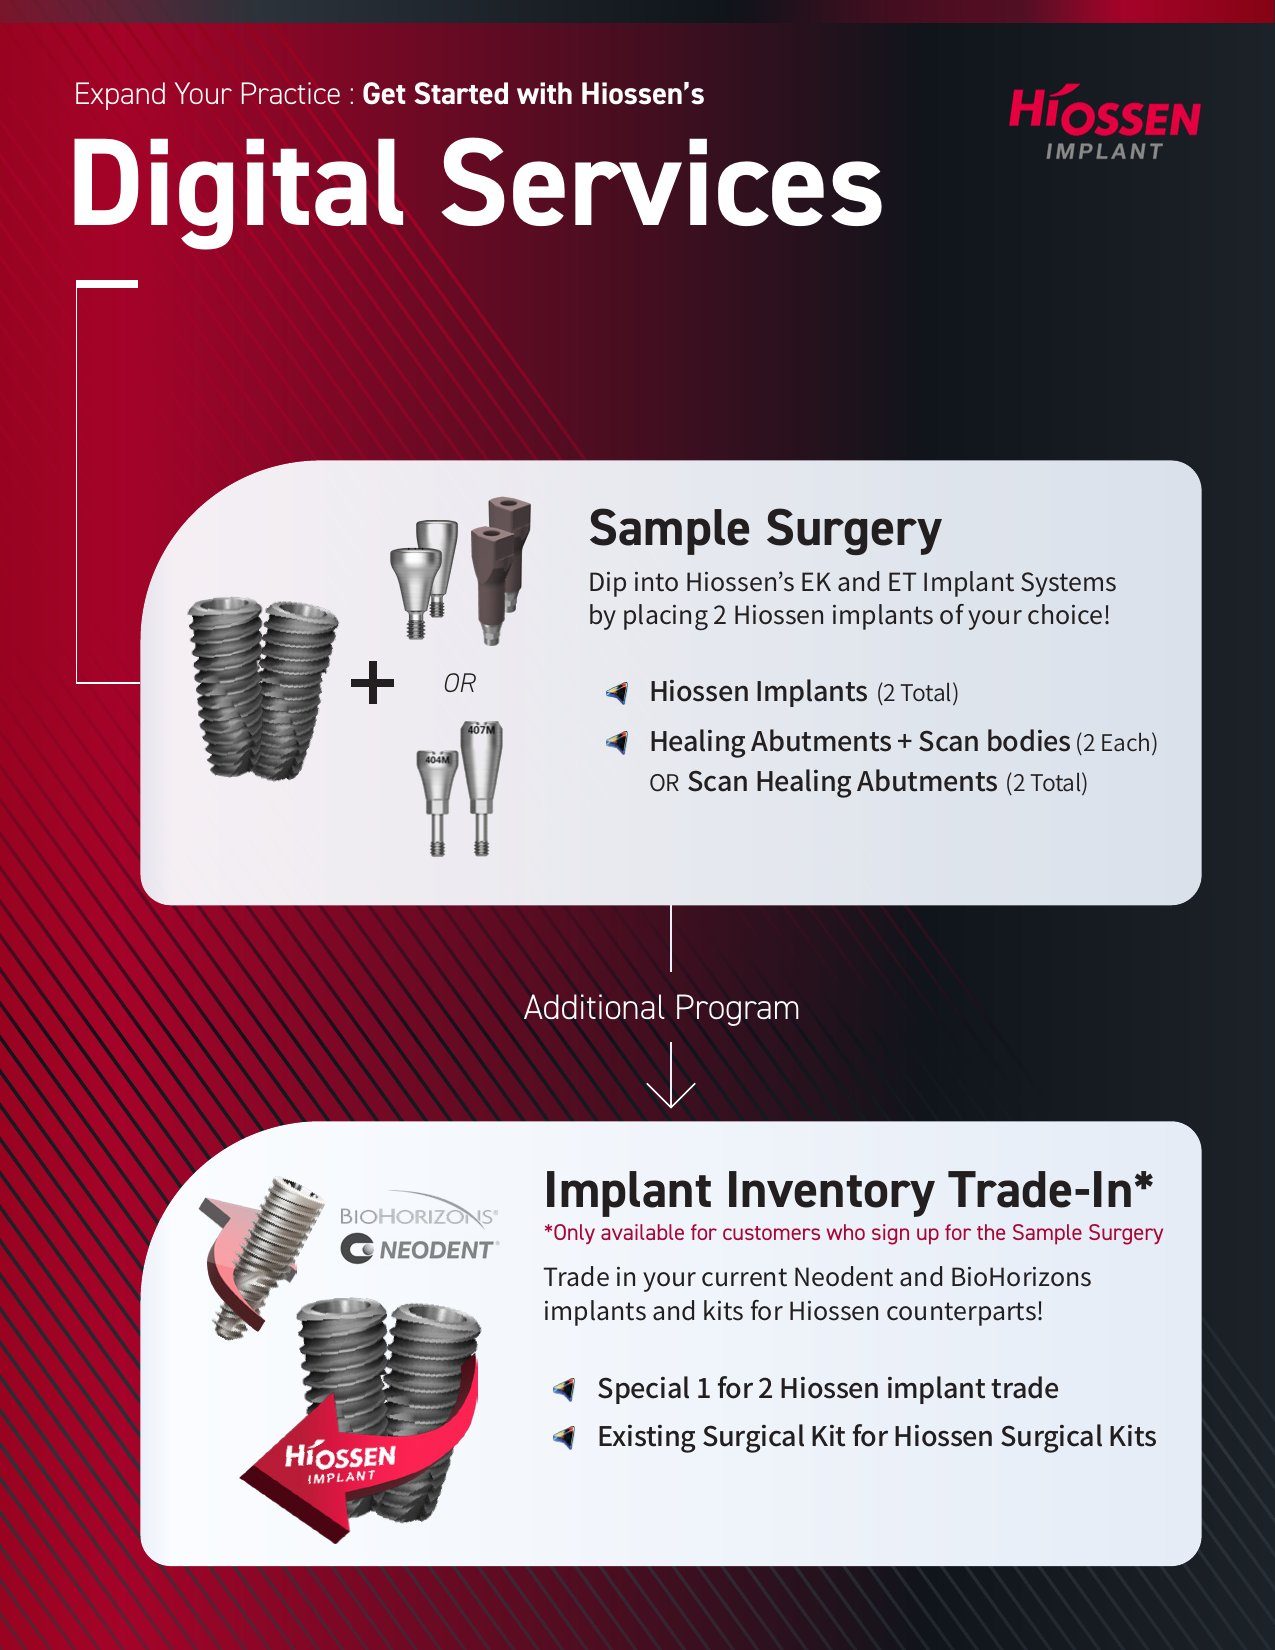 Expand Your Practice : Get Started with Hiossen's
Digital Services
HIOSSEN
IMPLANT
Sample Surgery
Dip into Hiossen's EK and ET Implant Systems
by placing 2 Hiossen implants of your choice!
OR
407M
404M
Hiossen Implants (2 Total)
Healing Abutments + Scan bodies (2 Each)
OR Scan Healing Abutments (2 Total)
Additional Program
Implant Inventory Trade-In*
*Only available for customers who sign up for the Sample Surgery
BIOHORIZONS®
NEODENT®
Trade in your current Neodent and BioHorizons
implants and kits for Hiossen counterparts!
Special 1 for 2 Hiossen implant trade
Existing Surgical Kit for Hiossen Surgical Kits
HIOSSEN
IMPLANT